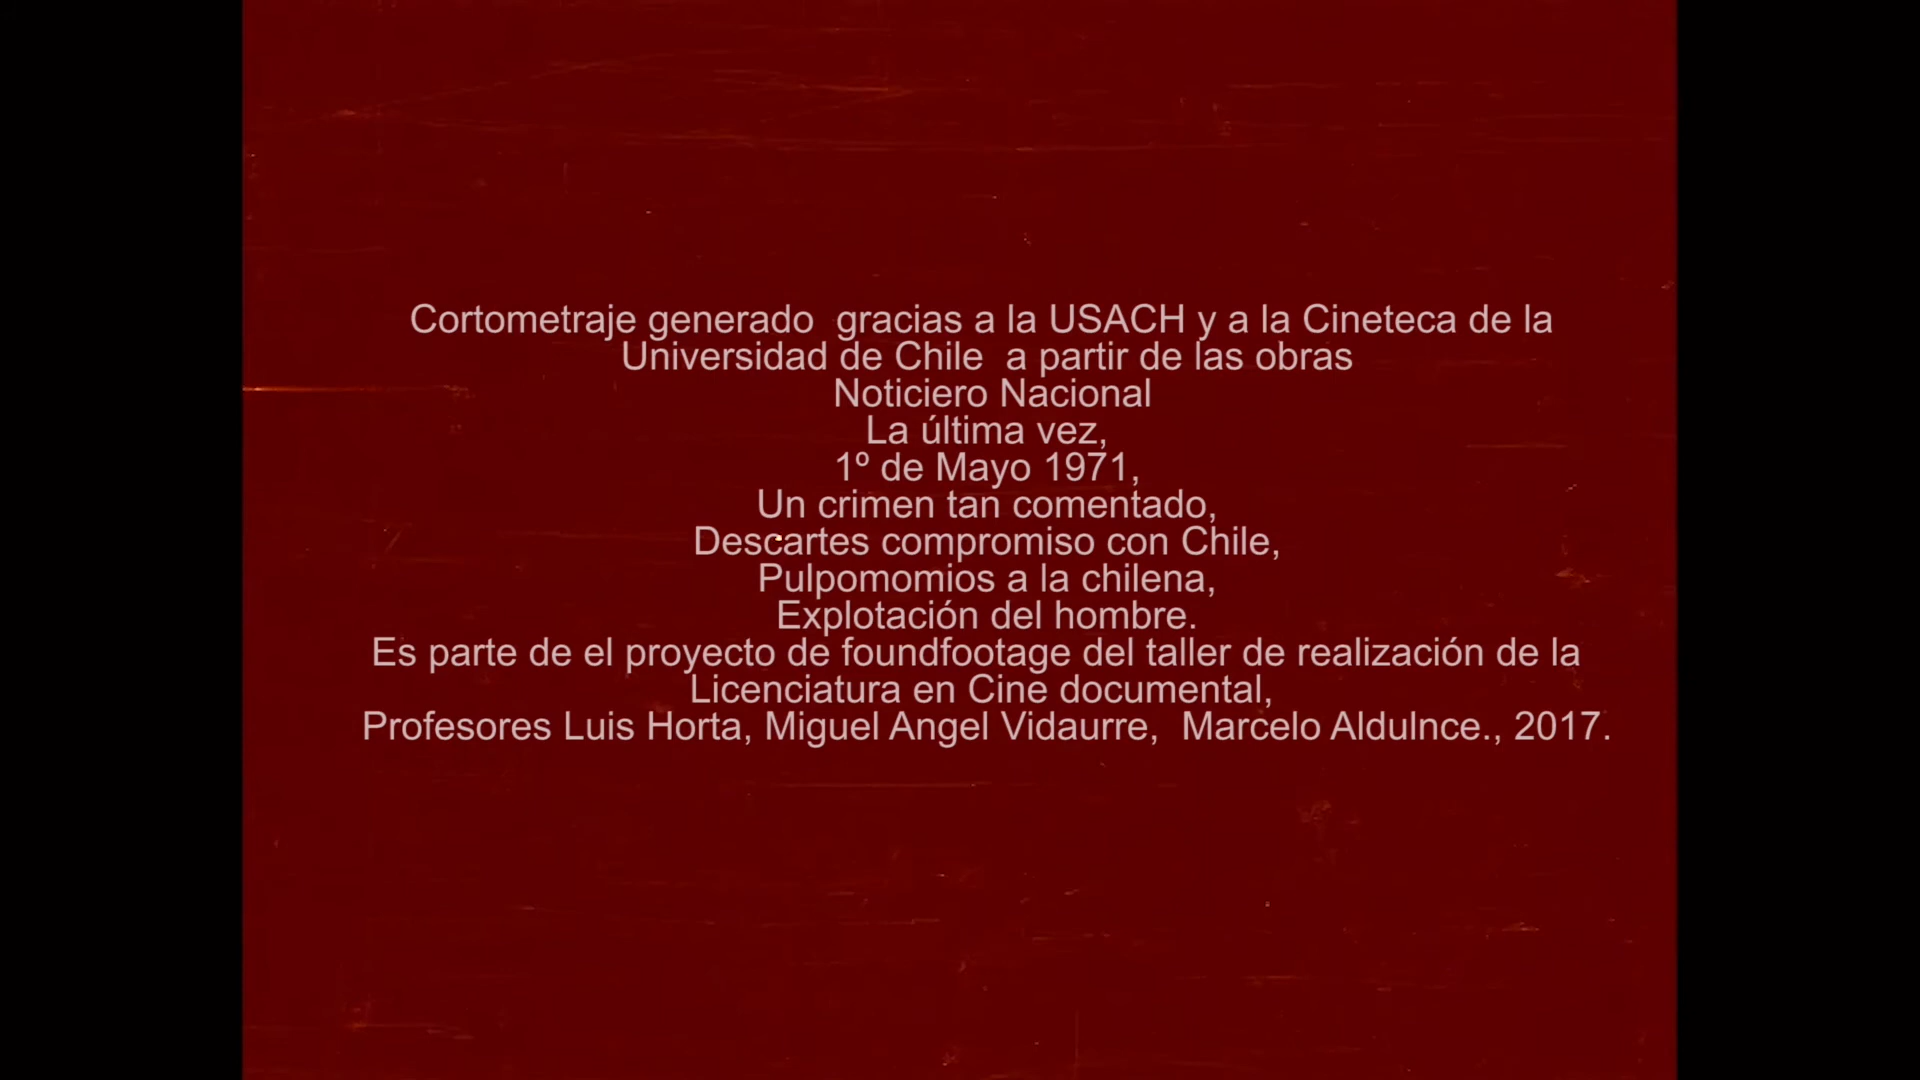 Cortometraje generado  gracias a la USACH y a la Cineteca de la
Universidad de Chile  a partir de las obras
Noticiero Nacional
La última vez,
1º de Mayo 1971,
Un crimen tan comentado,
Descartes compromiso con Chile,
Pulpomomios a la chilena,
Explotación del hombre.
Es parte de el proyecto de foundfootage del taller de realización de la
Licenciatura en Cine documental,
Profesores Luis Horta, Miguel Angel Vidaurre,  Marcelo Aldulnce., 2017.